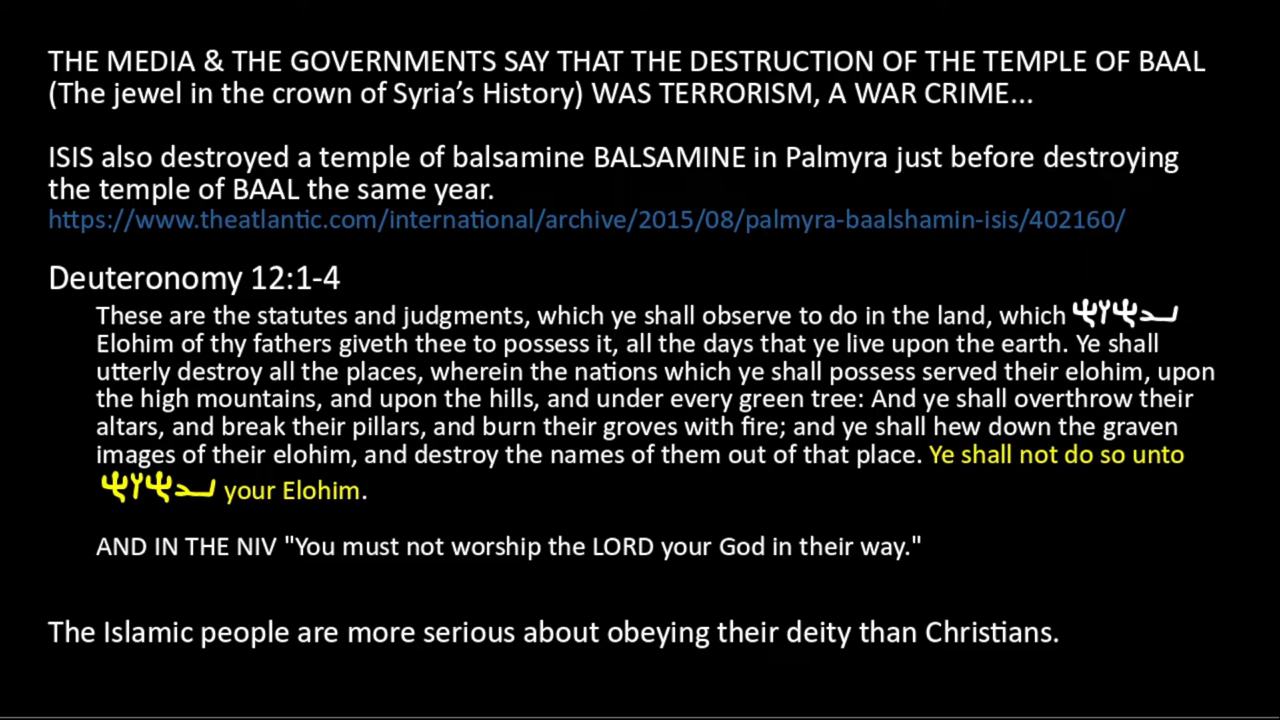 THE MEDIA & THE GOVERNMENTS SAY THAT THE DESTRUCTION OF THE TEMPLE OF BAAL
(The jewel in the crown of Syria’s History) WAS TERRORISM, A WAR CRIME…
ISIS also destroyed a temple of balsamine BALSAMINE in Palmyra just before destroying
the temple of BAAL the same year.
https://www.theatlantic.com/international/archive/2015/08/palmyra-baalshamin-isis/402160/
Deuteronomy 12:1-4
These are the statutes and judgments, which ye shall observe to do in the land, which
Elohim of thy fathers giveth thee to possess it, all the days that ye live upon the earth. Ye shall
utterly destroy all the places, wherein the nations which ye shall possess served their elohim, upon
the high mountains, and upon the hills, and under every green tree: And ye shall overthrow their
altars, and break their pillars, and burn their groves with fire; and ye shall hew down the graven
images of their elohim, and destroy the names of them out of that place. Ye shall not do so unto
your Elohim.
AND IN THE NIV "You must not worship the LORD your God in their way."
The Islamic people are more serious about obeying their deity than Christians.